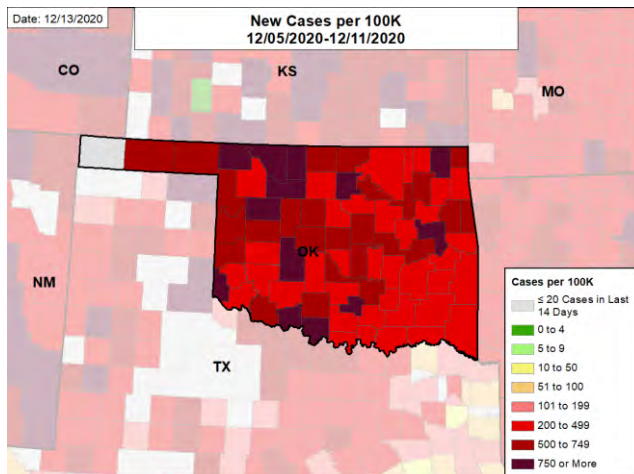 Date: 12/13/2020
New Cases per 100K
12/05/2020-12/11/2020
CO
KS
MO
OK
NM
TX
Cases per 100K
≤ 20 Cases in Last
14 Days
0 to 4
5 to 9
10 to 50
51 to 100
101 to 199
200 to 499
500 to 749
750 or More